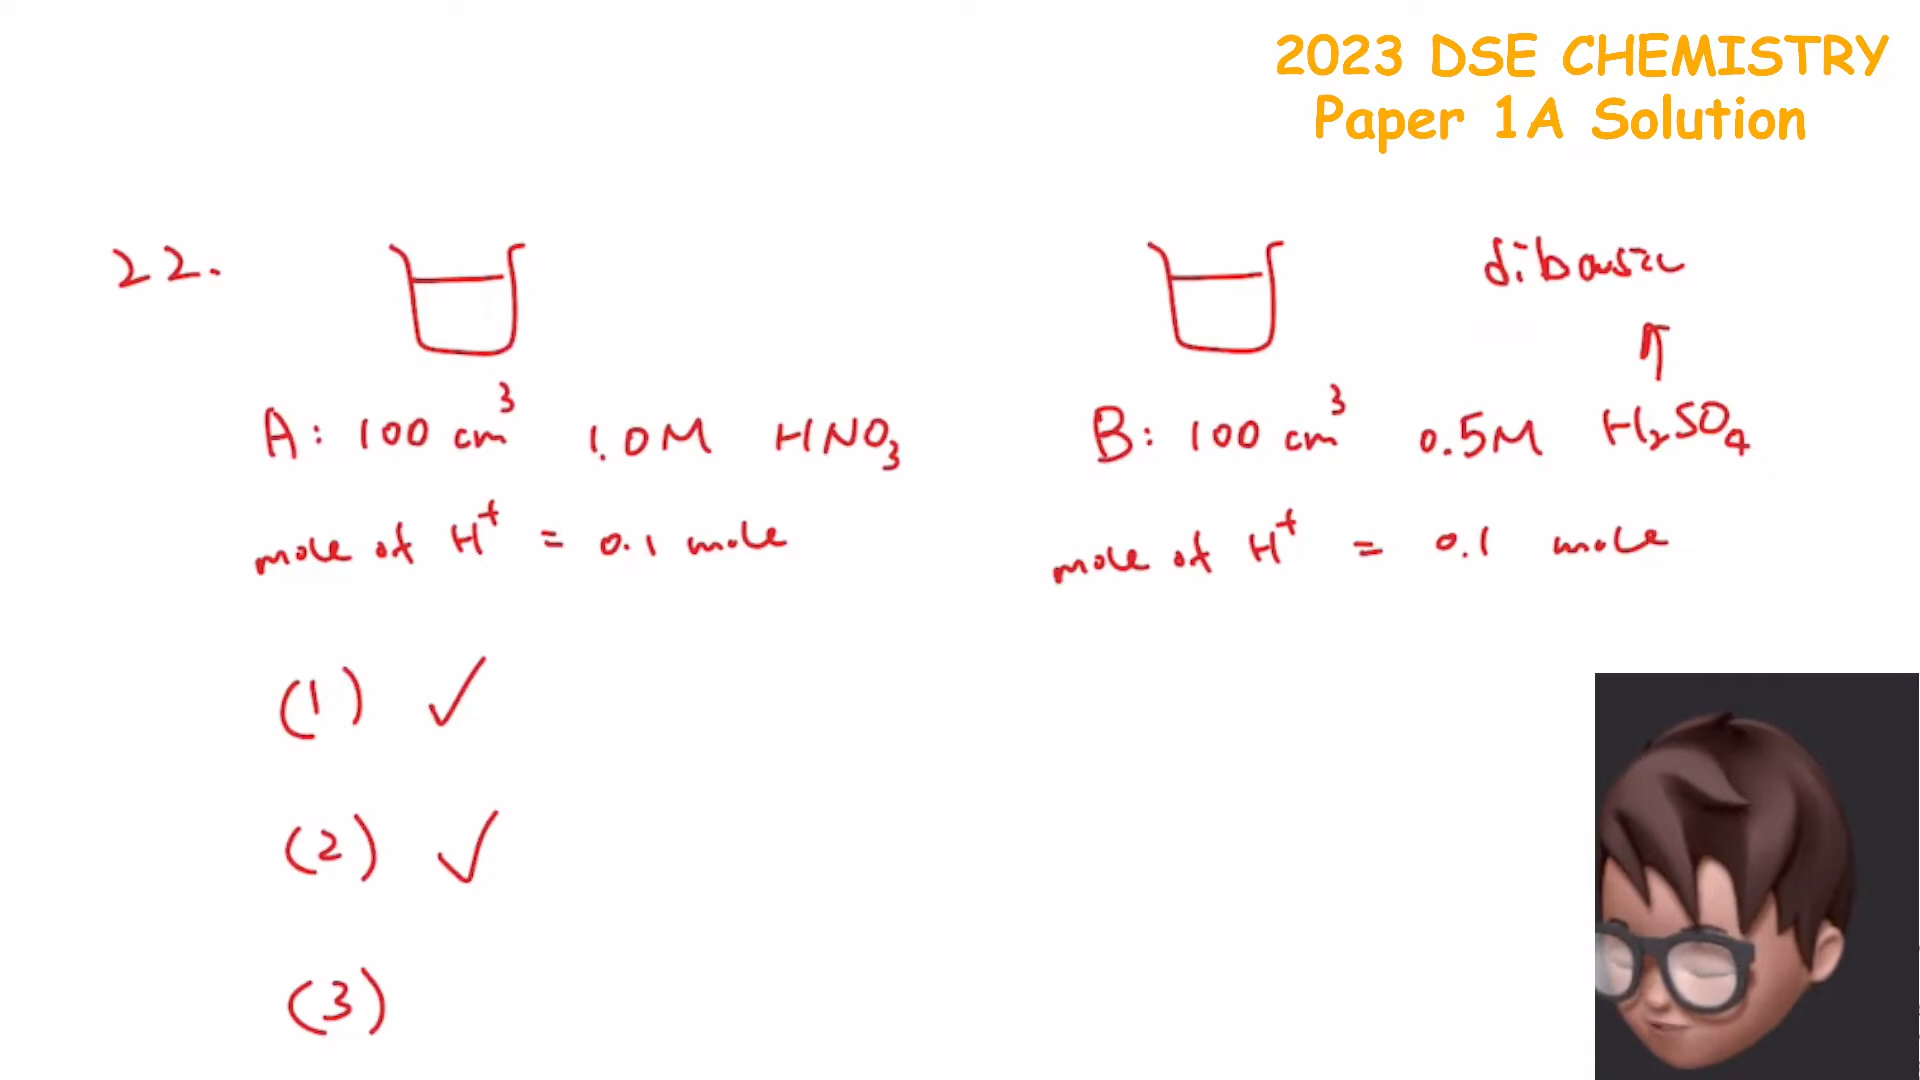 2023 DSE CHEMISTRY
Paper 1A Solution
22.
dibasic
A: 100 cm³ 1.0M HNO₃
B: 100 cm³ 0.5M H₂SO₄
mole of H⁺ = 0.1 mole
mole of H⁺ = 0.1 mole
(1) ✓
(2) ✓
(3)